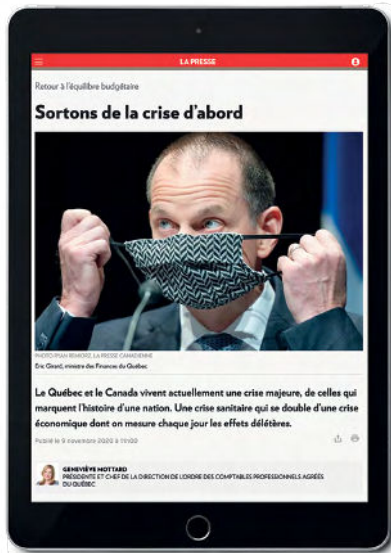 LA PRESSE
Retour à l'équilibre budgétaire
Sortons de la crise d'abord
PHOTO RYAN REMIORZ, LA PRESSE CANADIENNE
Eric Girard, ministre des Finances du Québec
Le Québec et le Canada vivent actuellement une crise majeure, de celles qui
marquent l'histoire d'une nation. Une crise sanitaire qui se double d'une crise
économique dont on mesure chaque jour les effets délétères.
Publié le 9 novembre 2020 à 11h00
GENEVIÈVE MOTTARD
PRÉSIDENTE ET CHEF DE LA DIRECTION DE L'ORDRE DES COMPTABLES PROFESSIONNELS AGRÉÉS
DU QUÉBEC